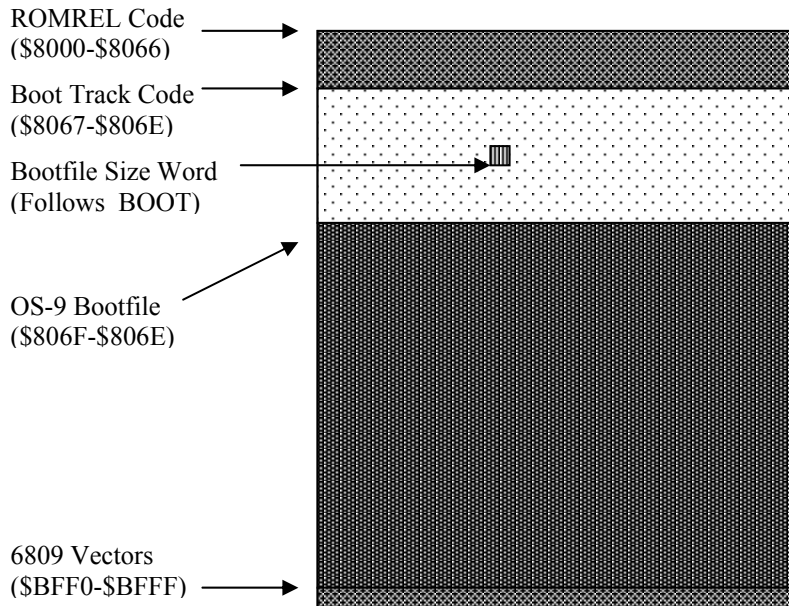 ROMREL Code
($8000-$8066)
Boot Track Code
($8067-$806E)
Bootfile Size Word
(Follows BOOT)
OS-9 Bootfile
($806F-$806E)
6809 Vectors
($BFF0-$BFFF)